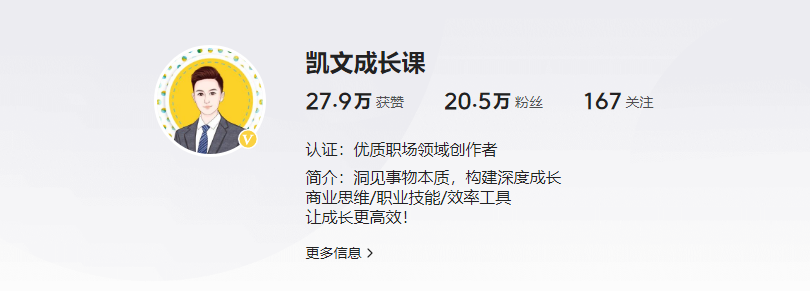 凯文成长课
27.9万 获赞 20.5万 粉丝 167 关注
V
认证：优质职场领域创作者
简介：洞见事物本质，构建深度成长
商业思维/职业技能/效率工具
让成长更高效！
更多信息 >